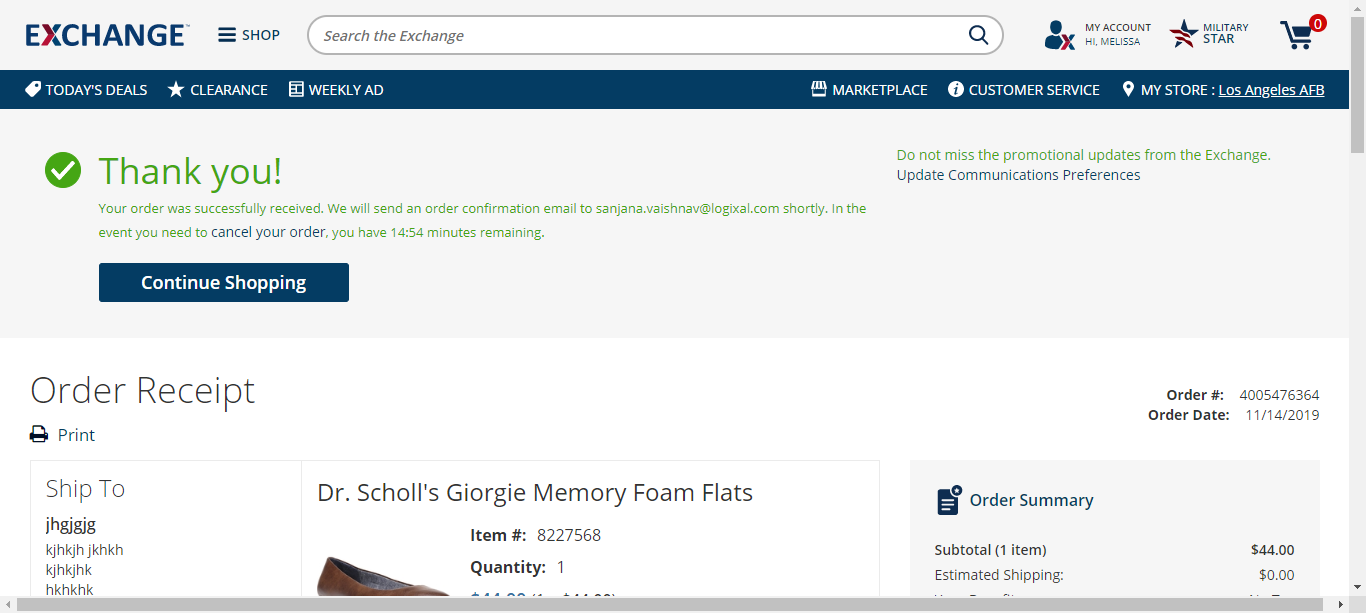 EXCHANGE
SHOP
Search the Exchange
MY ACCOUNT
HI, MELISSA
MILITARY
STAR
0
TODAY'S DEALS
CLEARANCE
WEEKLY AD
MARKETPLACE
CUSTOMER SERVICE
MY STORE : Los Angeles AFB
Thank you!
Your order was successfully received. We will send an order confirmation email to sanjana.vaishnav@logixal.com shortly. In the
event you need to cancel your order, you have 14:54 minutes remaining.
Continue Shopping
Do not miss the promotional updates from the Exchange.
Update Communications Preferences
Order Receipt
Print
Order #: 4005476364
Order Date: 11/14/2019
Ship To
jhgjgjg
kjhkjh jkhkh
kjhkjhk
hkhkhk
Dr. Scholl's Giorgie Memory Foam Flats
Item #: 8227568
Quantity: 1
Order Summary
Subtotal (1 item) $44.00
Estimated Shipping: $0.00